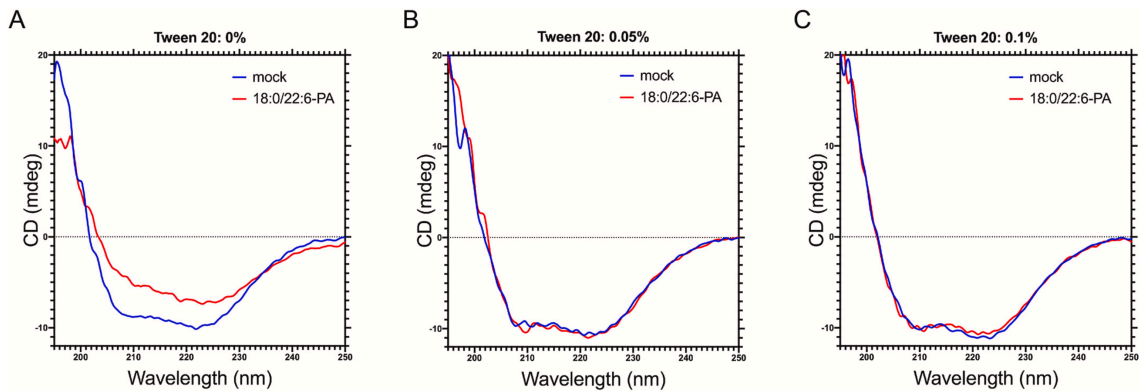 A
Tween 20: 0%
20
10
0
-10
CD (mdeg)
mock
18:0/22:6-PA
200
210
220
230
240
250
Wavelength (nm)
B
Tween 20: 0.05%
20
10
0
-10
CD (mdeg)
mock
18:0/22:6-PA
200
210
220
230
240
250
Wavelength (nm)
C
Tween 20: 0.1%
20
10
0
-10
CD (mdeg)
mock
18:0/22:6-PA
200
210
220
230
240
250
Wavelength (nm)